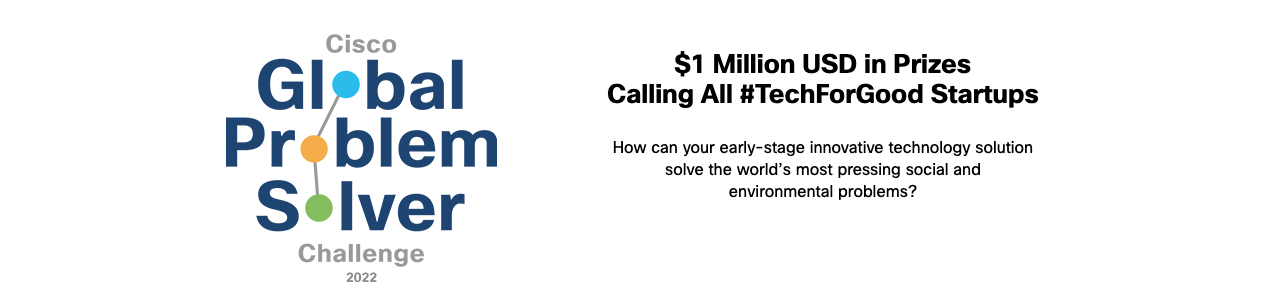 Cisco
Global
Problem
Solver
Challenge
2022
$1 Million USD in Prizes
Calling All #TechForGood Startups
How can your early-stage innovative technology solution
solve the world’s most pressing social and
environmental problems?